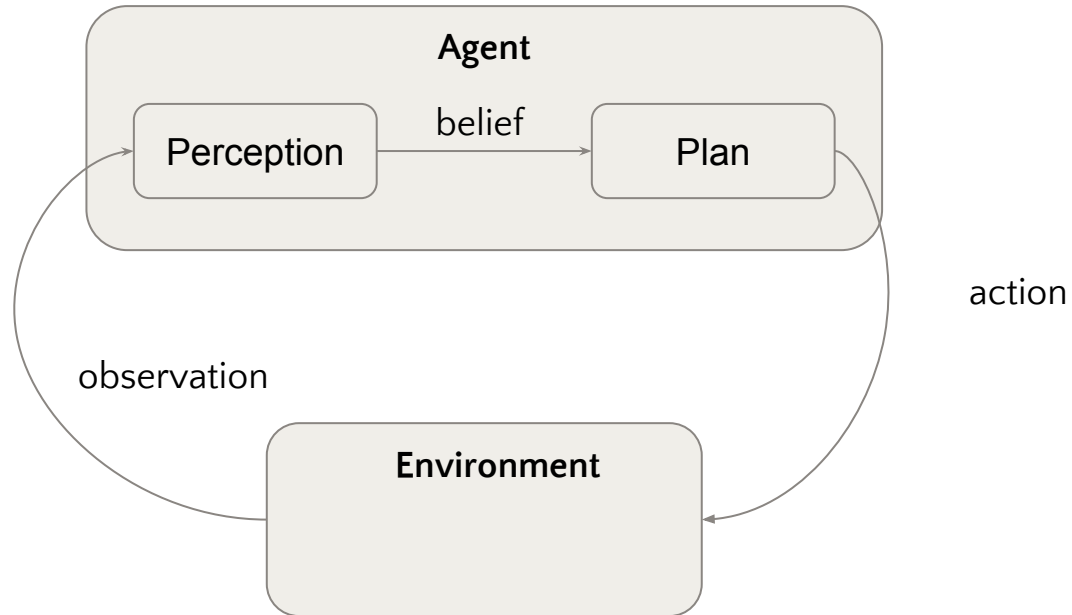 Agent
belief
Perception
Plan
action
observation
Environment